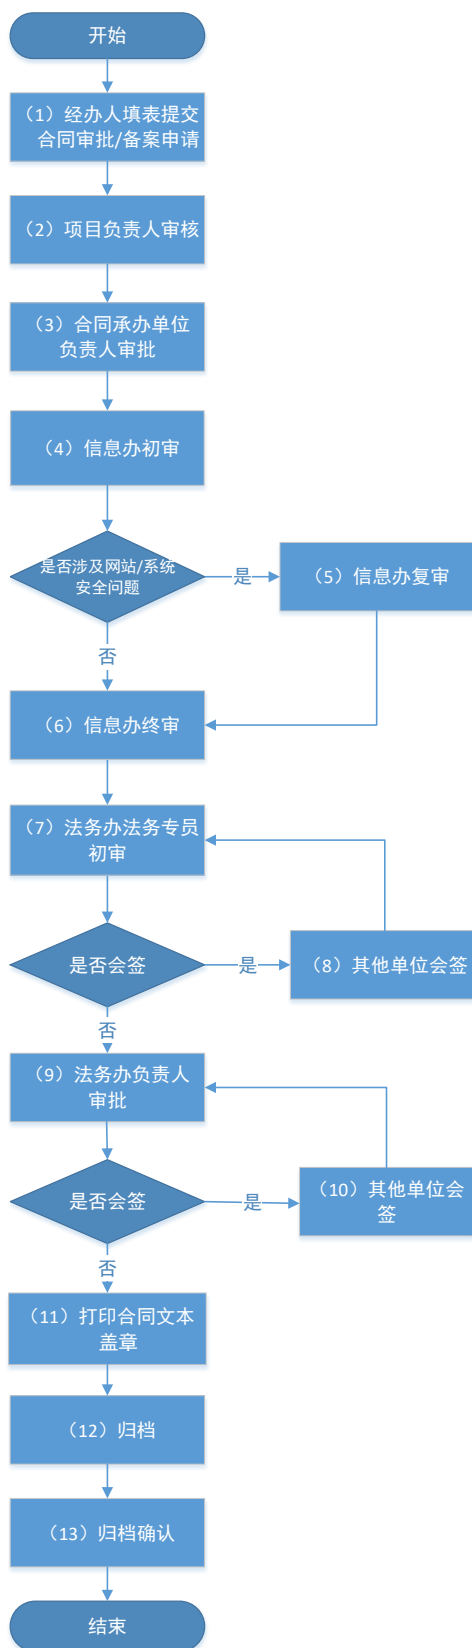 开始
（1）经办人填表提交
合同审批/备案申请
（2）项目负责人审核
（3）合同承办单位
负责人审批
（4）信息办初审
是否涉及网站/系统
安全问题
是
（5）信息办复审
否
（6）信息办终审
（7）法务办法务专员
初审
是否会签
是
（8）其他单位会签
否
（9）法务办负责人
审批
是否会签
是
（10）其他单位会
签
否
（11）打印合同文本
盖章
（12）归档
（13）归档确认
结束